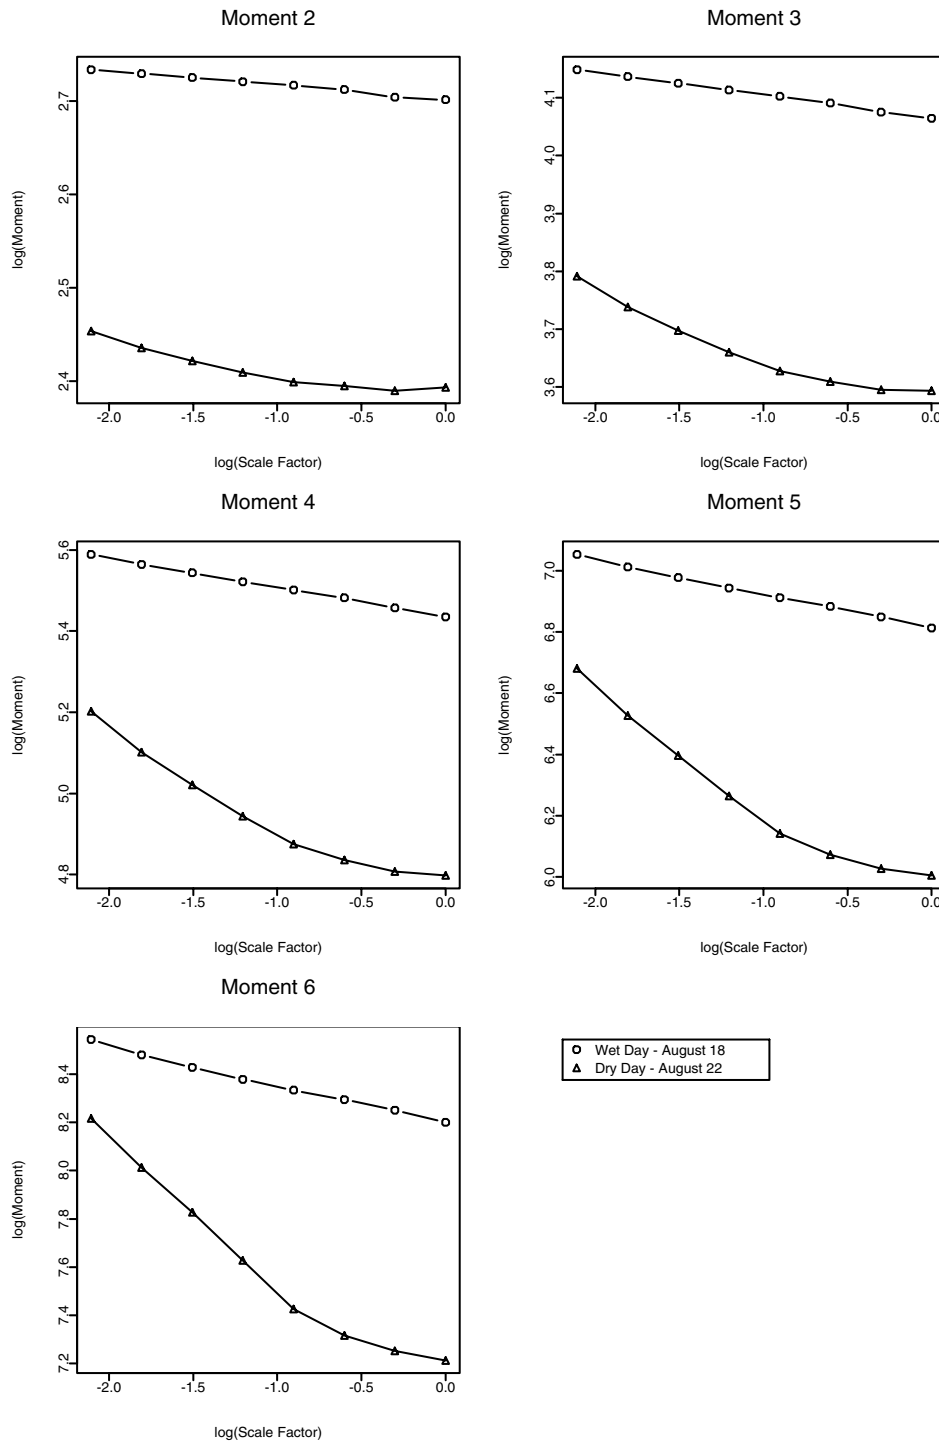 Moment 2
log(Moment)
2.4 2.5 2.6 2.7
-2.0 -1.5 -1.0 -0.5 0.0
log(Scale Factor)
Moment 3
log(Moment)
3.6 3.7 3.8 3.9 4.0 4.1
-2.0 -1.5 -1.0 -0.5 0.0
log(Scale Factor)
Moment 4
log(Moment)
4.8 5.0 5.2 5.4 5.6
-2.0 -1.5 -1.0 -0.5 0.0
log(Scale Factor)
Moment 5
log(Moment)
6.0 6.2 6.4 6.6 6.8 7.0
-2.0 -1.5 -1.0 -0.5 0.0
log(Scale Factor)
Moment 6
log(Moment)
7.2 7.4 7.6 7.8 8.0 8.2 8.4
-2.0 -1.5 -1.0 -0.5 0.0
log(Scale Factor)
Wet Day - August 18
Dry Day - August 22